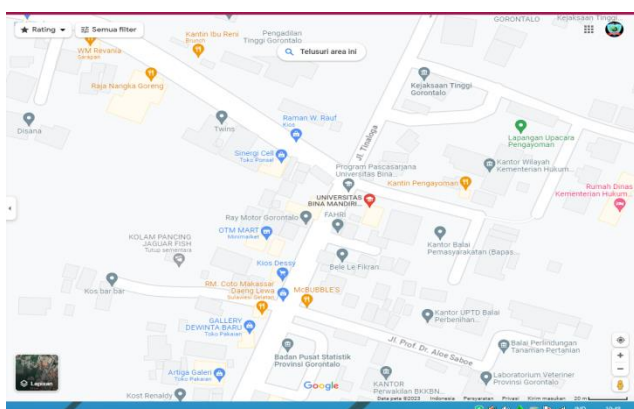 GORONTALO
Kejaksaan Tinggi
Rating
Semua filter
Kantin Ibu Reni
Brunch
Pengadilan
Tinggi Gorontalo
Telusuri area ini
WM Revania
Sarapan
Raja Nangka Goreng
Kejaksaan Tinggi
Gorontalo
Disana
Twins
Raman W. Rauf
Kios
Jl. Tinaloga
Lapangan Upacara
Pengayoman
Sinergi Cell
Toko Ponsel
Program Pascasarjana
Universitas Bina...
Kantor Wilayah
Kementerian Hukum...
Kantin Pengayoman
Rumah Dinas
Kementerian Hukum...
UNIVERSITAS
BINA MANDIRI...
Ray Motor Gorontalo
FAHRI
OTM MART
Minimarket
KOLAM PANCING
JAGUAR FISH
Tutup sementara
Kantor Balai
Pemasyarakatan (Bapas...
Kios Dessy
Bele Le Fikran
Kos bar bar
RM. Coto Makassar
Daeng Lewa
Sulawesi Selatan
McBUBBLES
GALLERY
DEWINTA BARU
Toko Pakaian
Kantor UPTD Balai
Perbenihan...
Jl. Prof. Dr. Aloe Saboe
Balai Perlindungan
Tanaman Pertanian
Badan Pusat Statistik
Provinsi Gorontalo
Lapisan
Artiga Galeri
Toko Pakaian
Laboratorium Veteriner
Provinsi Gorontalo
Google
KANTOR
Perwakilan BKKBN...
Kost Renaldy
Data peta ©2023 Indonesia Persyaratan Privasi Kirim masukan 20 m